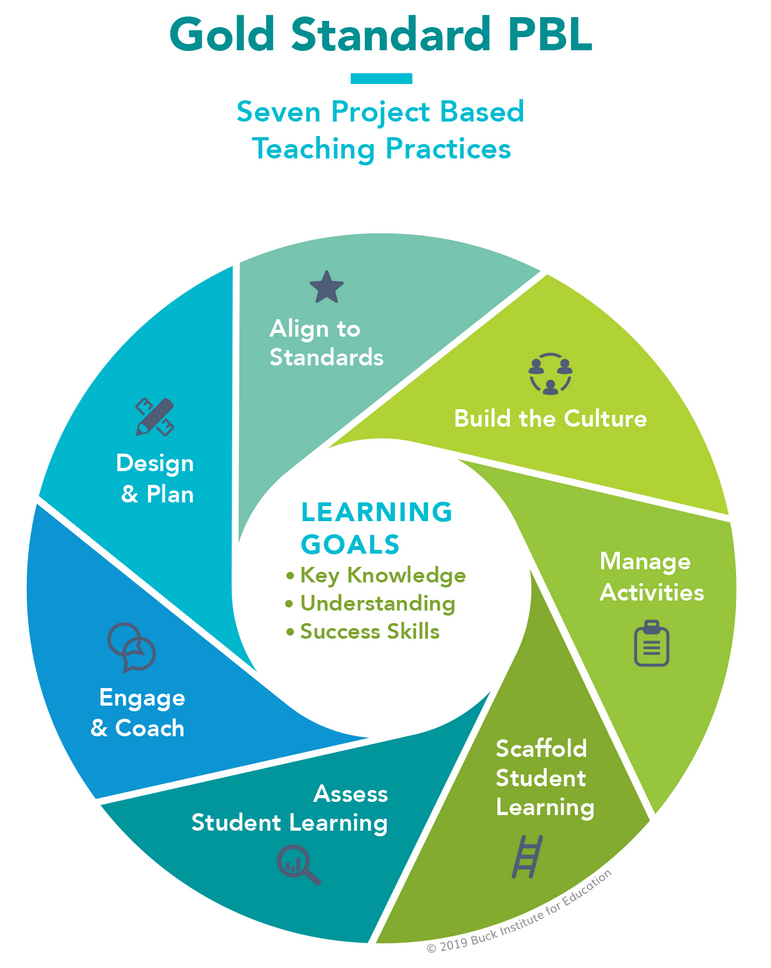 Gold Standard PBL
Seven Project Based
Teaching Practices
Align to
Standards
Build the Culture
Manage
Activities
Scaffold
Student
Learning
Assess
Student Learning
Engage
& Coach
Design
& Plan
LEARNING
GOALS
• Key Knowledge
• Understanding
• Success Skills
© 2019 Buck Institute for Education